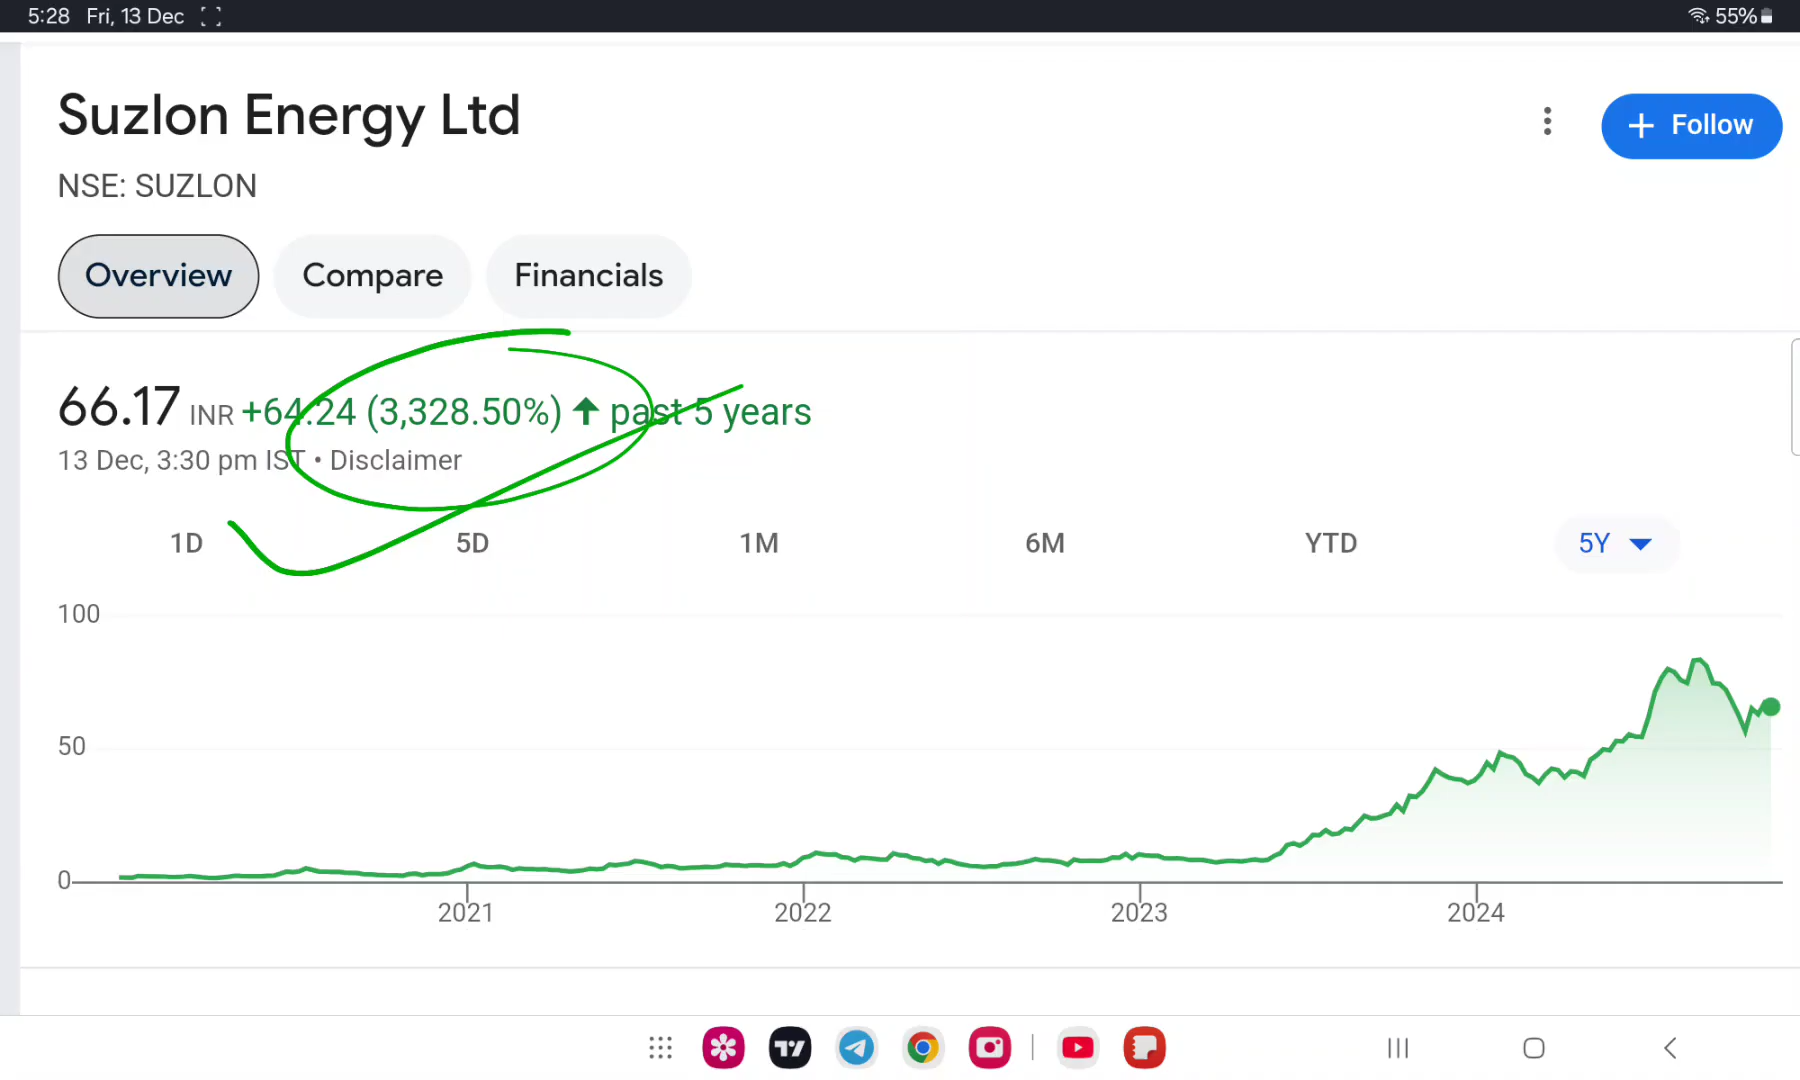 5:28 Fri, 13 Dec 55%
Suzlon Energy Ltd
+ Follow
NSE: SUZLON
Overview Compare Financials
66.17 INR +64.24 (3,328.50%) ↑ past 5 years
13 Dec, 3:30 pm IST • Disclaimer
1D 5D 1M 6M YTD 5Y
100
50
0
2021 2022 2023 2024